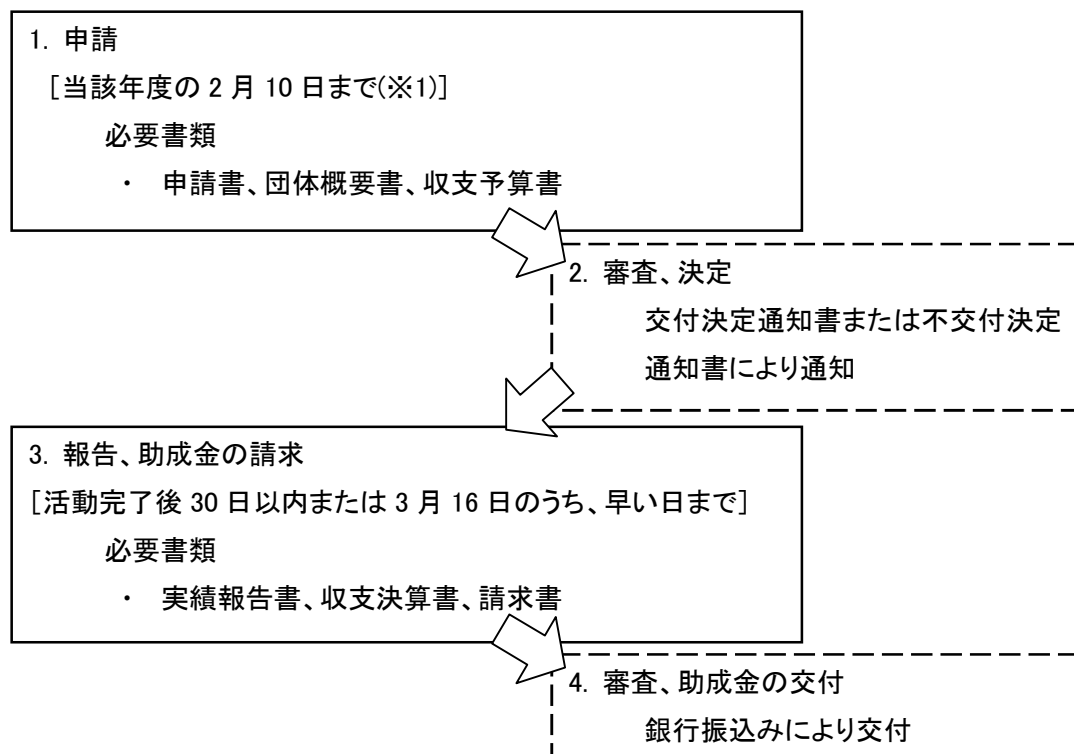 1. 申請
[当該年度の 2 月 10 日まで(※1)]
必要書類
・ 申請書、団体概要書、収支予算書
2. 審査、決定
交付決定通知書または不交付決定
通知書により通知
3. 報告、助成金の請求
[活動完了後 30 日以内または 3 月 16 日のうち、早い日まで]
必要書類
・ 実績報告書、収支決算書、請求書
4. 審査、助成金の交付
銀行振込みにより交付